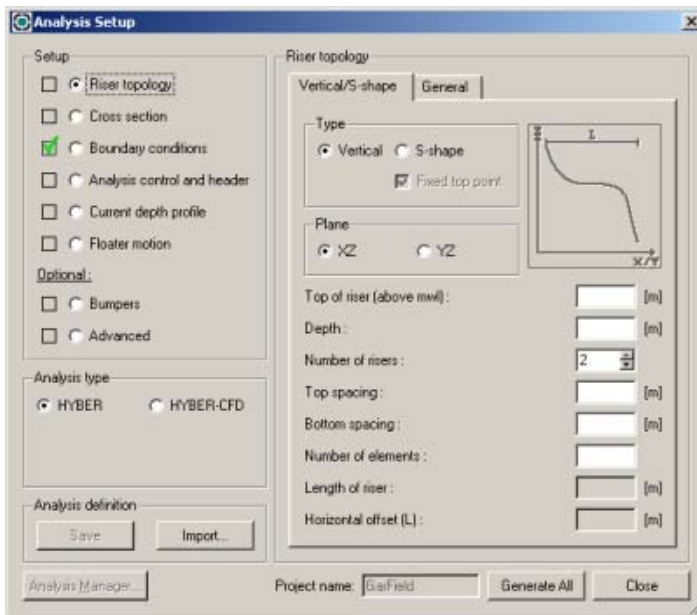 Analysis Setup
Setup
Riser topology
Cross section
Boundary conditions
Analysis control and header
Current depth profile
Floater motion
Optional:
Bumpers
Advanced
Analysis type
HYBER
HYBER-CFD
Analysis definition
Save
Import...
Analysis Manager...
Riser topology
Vertical/S-shape
General
Type
Vertical
S-shape
Fixed top point
L
X/Y
Plane
XZ
YZ
Top of riser (above mwl) :
[m]
Depth :
[m]
Number of risers :
2
Top spacing :
[m]
Bottom spacing :
[m]
Number of elements :
Length of riser :
[m]
Horizontal offset (L) :
[m]
Project name:
GarField
Generate All
Close